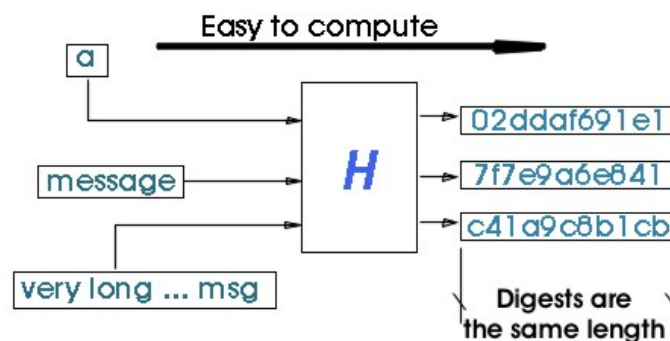 Easy to compute
a
H
02ddaf691e1
message
7f7e9a6e841
c41a9c8b1cb
very long ... msg
Digests are
the same length